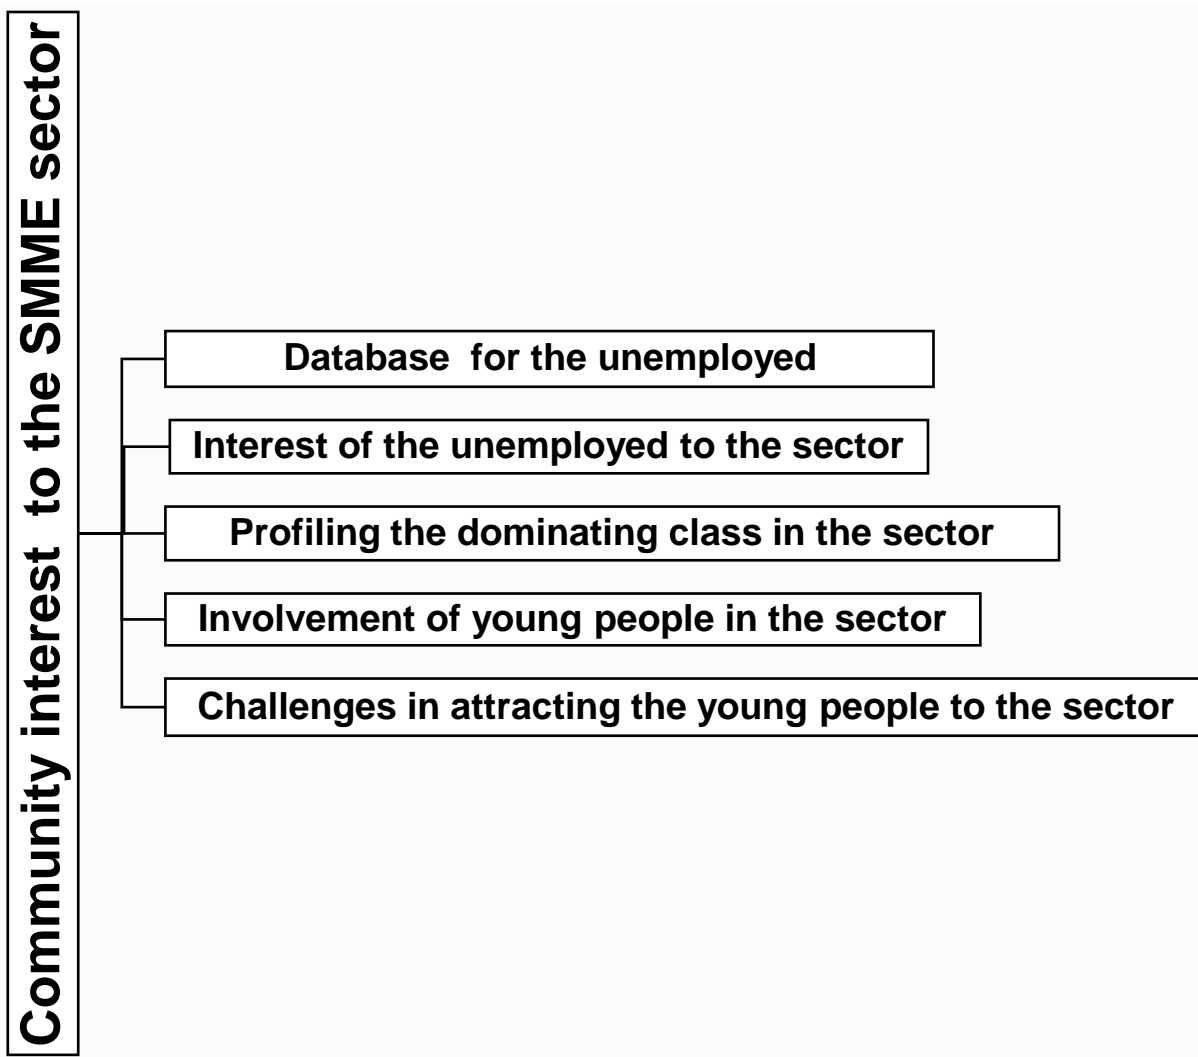 Community interest to the SMME sector
Database for the unemployed
Interest of the unemployed to the sector
Profiling the dominating class in the sector
Involvement of young people in the sector
Challenges in attracting the young people to the sector